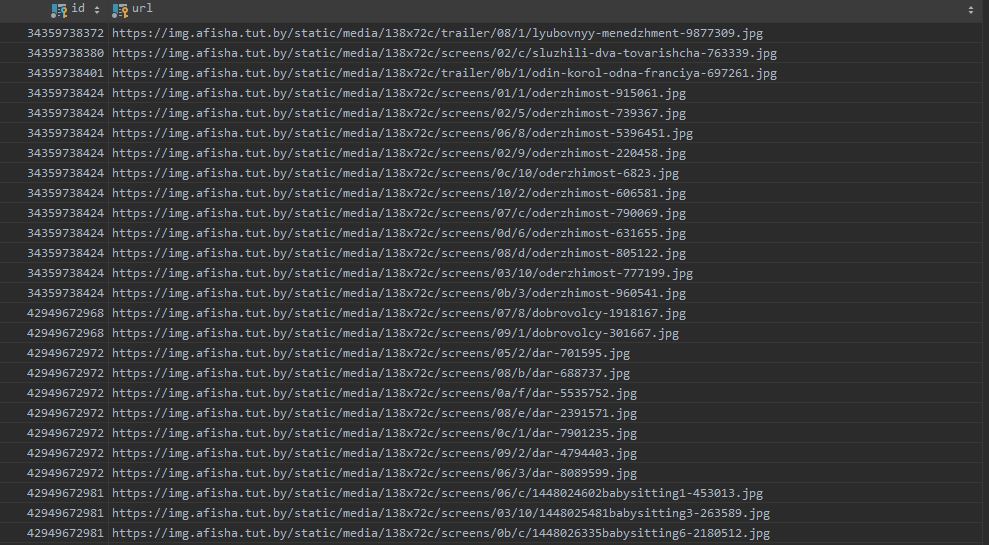 id url
34359738372 https://img.afisha.tut.by/static/media/138x72c/trailer/08/1/lyubovnyy-menedzhment-9877309.jpg
34359738380 https://img.afisha.tut.by/static/media/138x72c/screens/02/c/sluzhili-dva-tovarishcha-763339.jpg
34359738401 https://img.afisha.tut.by/static/media/138x72c/trailer/0b/1/odin-korol-odna-franciya-697261.jpg
34359738424 https://img.afisha.tut.by/static/media/138x72c/screens/01/1/oderzhimost-915061.jpg
34359738424 https://img.afisha.tut.by/static/media/138x72c/screens/02/5/oderzhimost-739367.jpg
34359738424 https://img.afisha.tut.by/static/media/138x72c/screens/06/8/oderzhimost-5396451.jpg
34359738424 https://img.afisha.tut.by/static/media/138x72c/screens/02/9/oderzhimost-220458.jpg
34359738424 https://img.afisha.tut.by/static/media/138x72c/screens/0c/10/oderzhimost-6823.jpg
34359738424 https://img.afisha.tut.by/static/media/138x72c/screens/10/2/oderzhimost-606581.jpg
34359738424 https://img.afisha.tut.by/static/media/138x72c/screens/07/c/oderzhimost-790069.jpg
34359738424 https://img.afisha.tut.by/static/media/138x72c/screens/0d/6/oderzhimost-631655.jpg
34359738424 https://img.afisha.tut.by/static/media/138x72c/screens/08/d/oderzhimost-805122.jpg
34359738424 https://img.afisha.tut.by/static/media/138x72c/screens/03/10/oderzhimost-777199.jpg
34359738424 https://img.afisha.tut.by/static/media/138x72c/screens/0b/3/oderzhimost-960541.jpg
42949672968 https://img.afisha.tut.by/static/media/138x72c/screens/07/8/dobrovolcy-1918167.jpg
42949672968 https://img.afisha.tut.by/static/media/138x72c/screens/09/1/dobrovolcy-301667.jpg
42949672972 https://img.afisha.tut.by/static/media/138x72c/screens/05/2/dar-701595.jpg
42949672972 https://img.afisha.tut.by/static/media/138x72c/screens/08/b/dar-688737.jpg
42949672972 https://img.afisha.tut.by/static/media/138x72c/screens/0a/f/dar-5535752.jpg
42949672972 https://img.afisha.tut.by/static/media/138x72c/screens/08/e/dar-2391571.jpg
42949672972 https://img.afisha.tut.by/static/media/138x72c/screens/0c/1/dar-7901235.jpg
42949672972 https://img.afisha.tut.by/static/media/138x72c/screens/09/2/dar-4794403.jpg
42949672972 https://img.afisha.tut.by/static/media/138x72c/screens/06/3/dar-8089599.jpg
42949672981 https://img.afisha.tut.by/static/media/138x72c/screens/06/c/1448024602babysitting1-453013.jpg
42949672981 https://img.afisha.tut.by/static/media/138x72c/screens/03/10/1448025481babysitting3-263589.jpg
42949672981 https://img.afisha.tut.by/static/media/138x72c/screens/0b/c/1448026335babysitting6-2180512.jpg